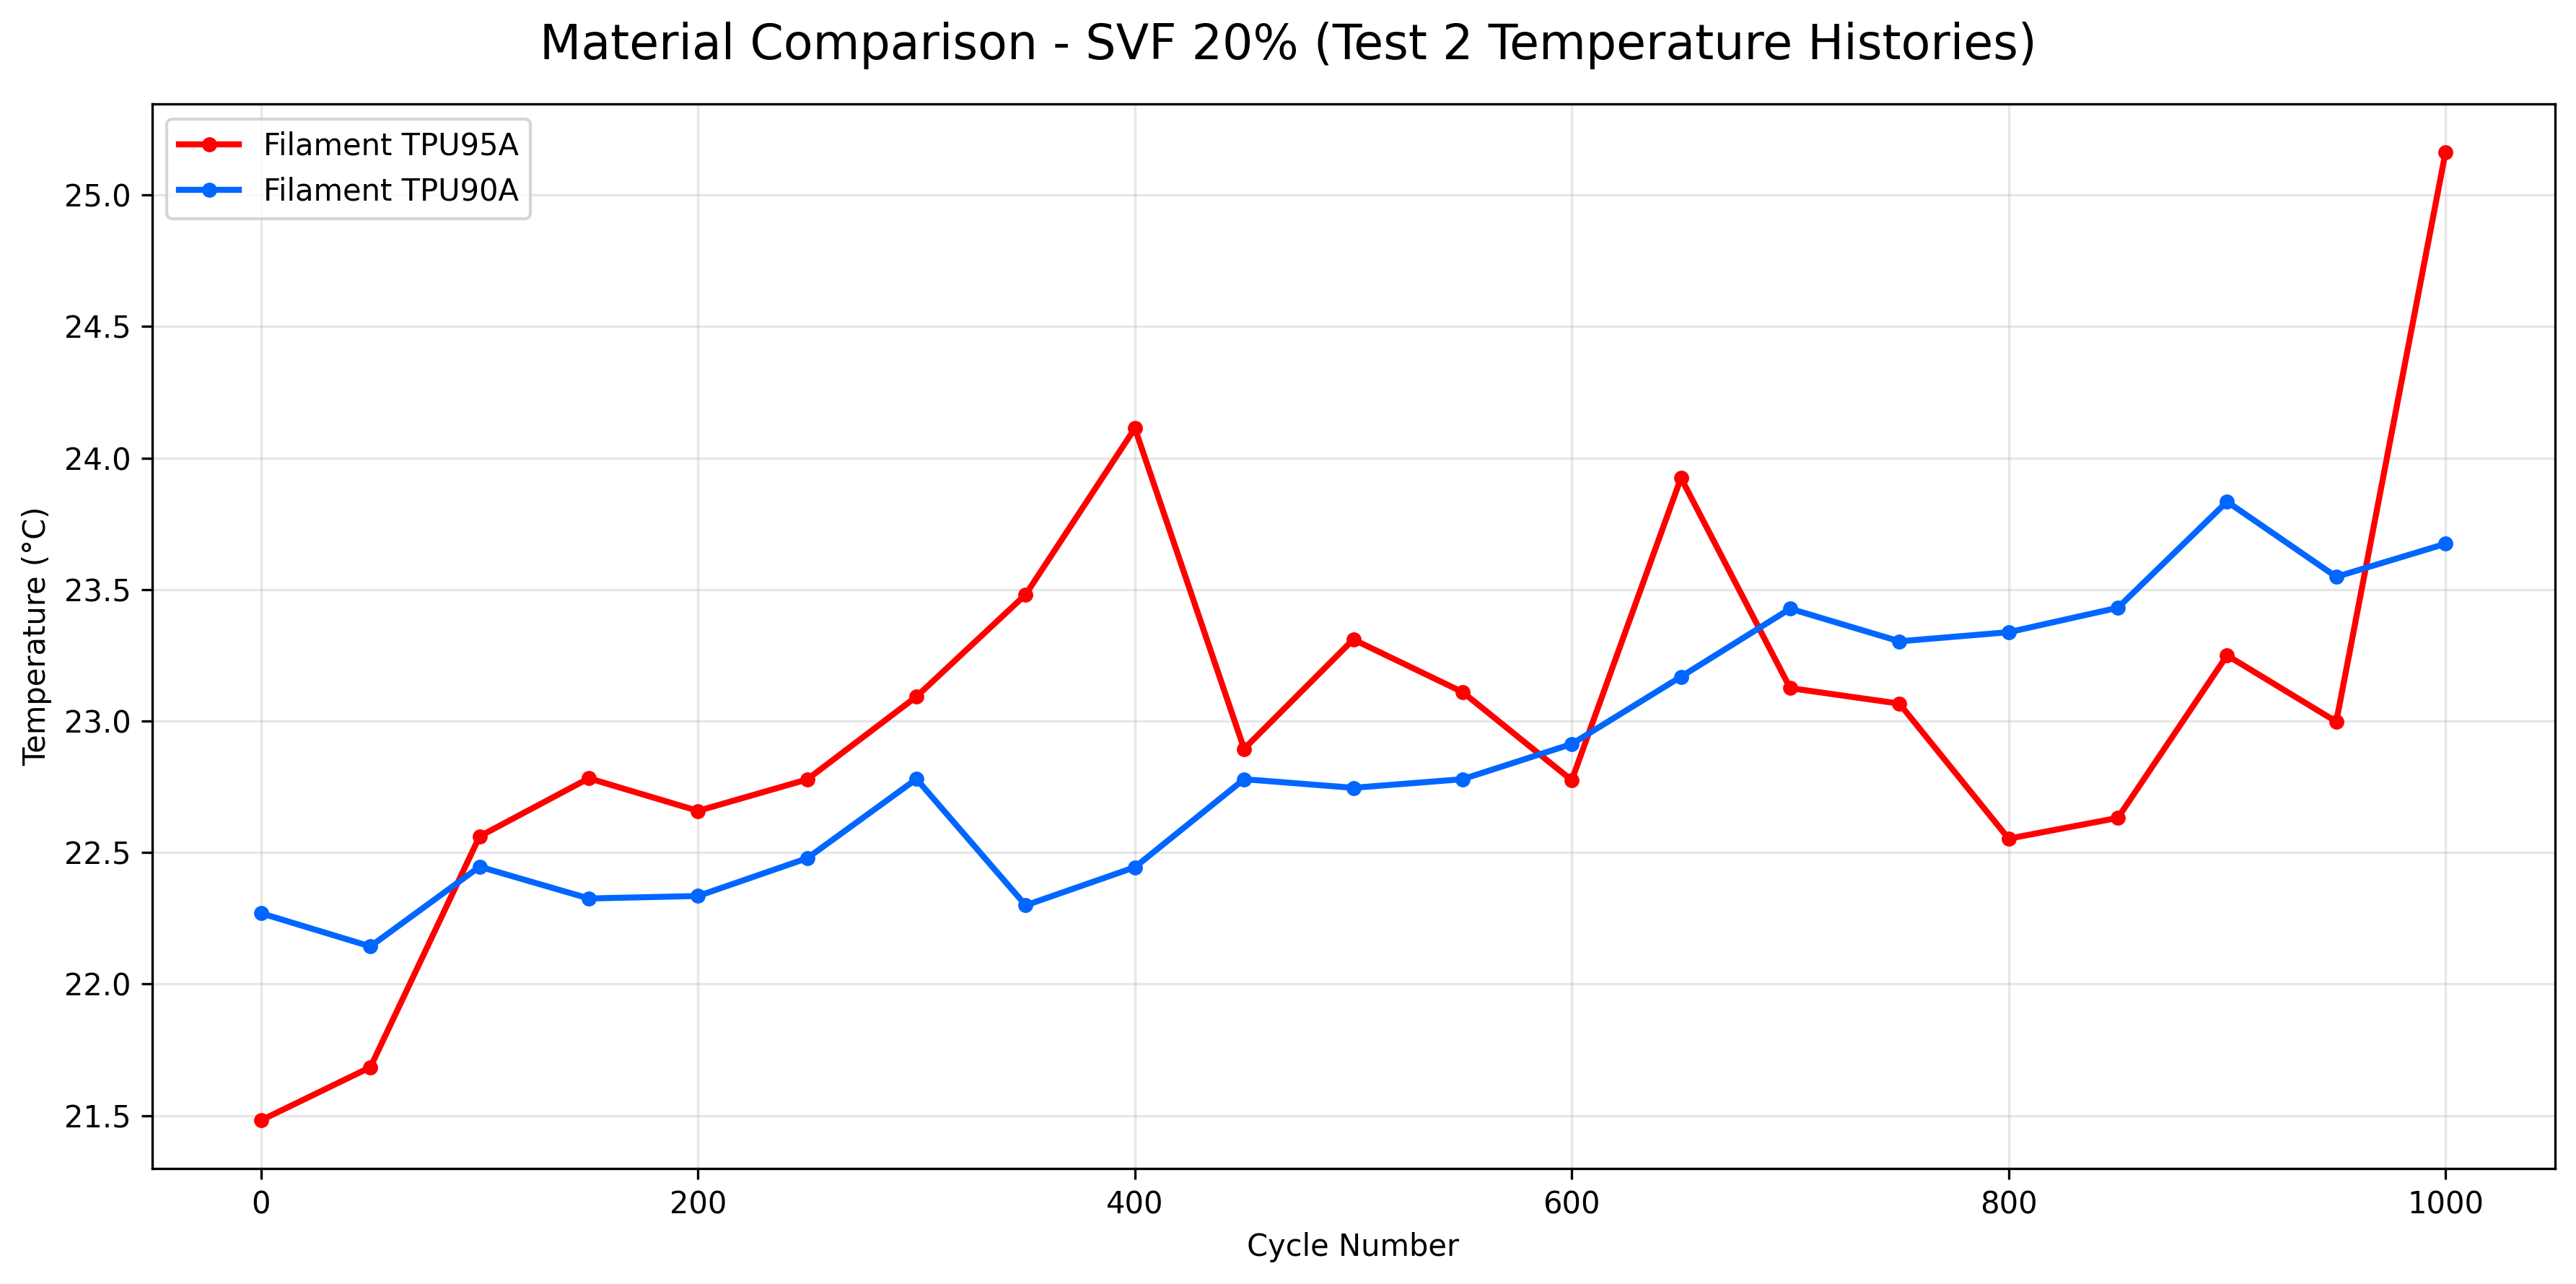 Material Comparison - SVF 20% (Test 2 Temperature Histories)
Filament TPU95A
Filament TPU90A
25.0
24.5
24.0
23.5
23.0
22.5
22.0
21.5
Temperature (°C)
0 200 400 600 800 1000
Cycle Number